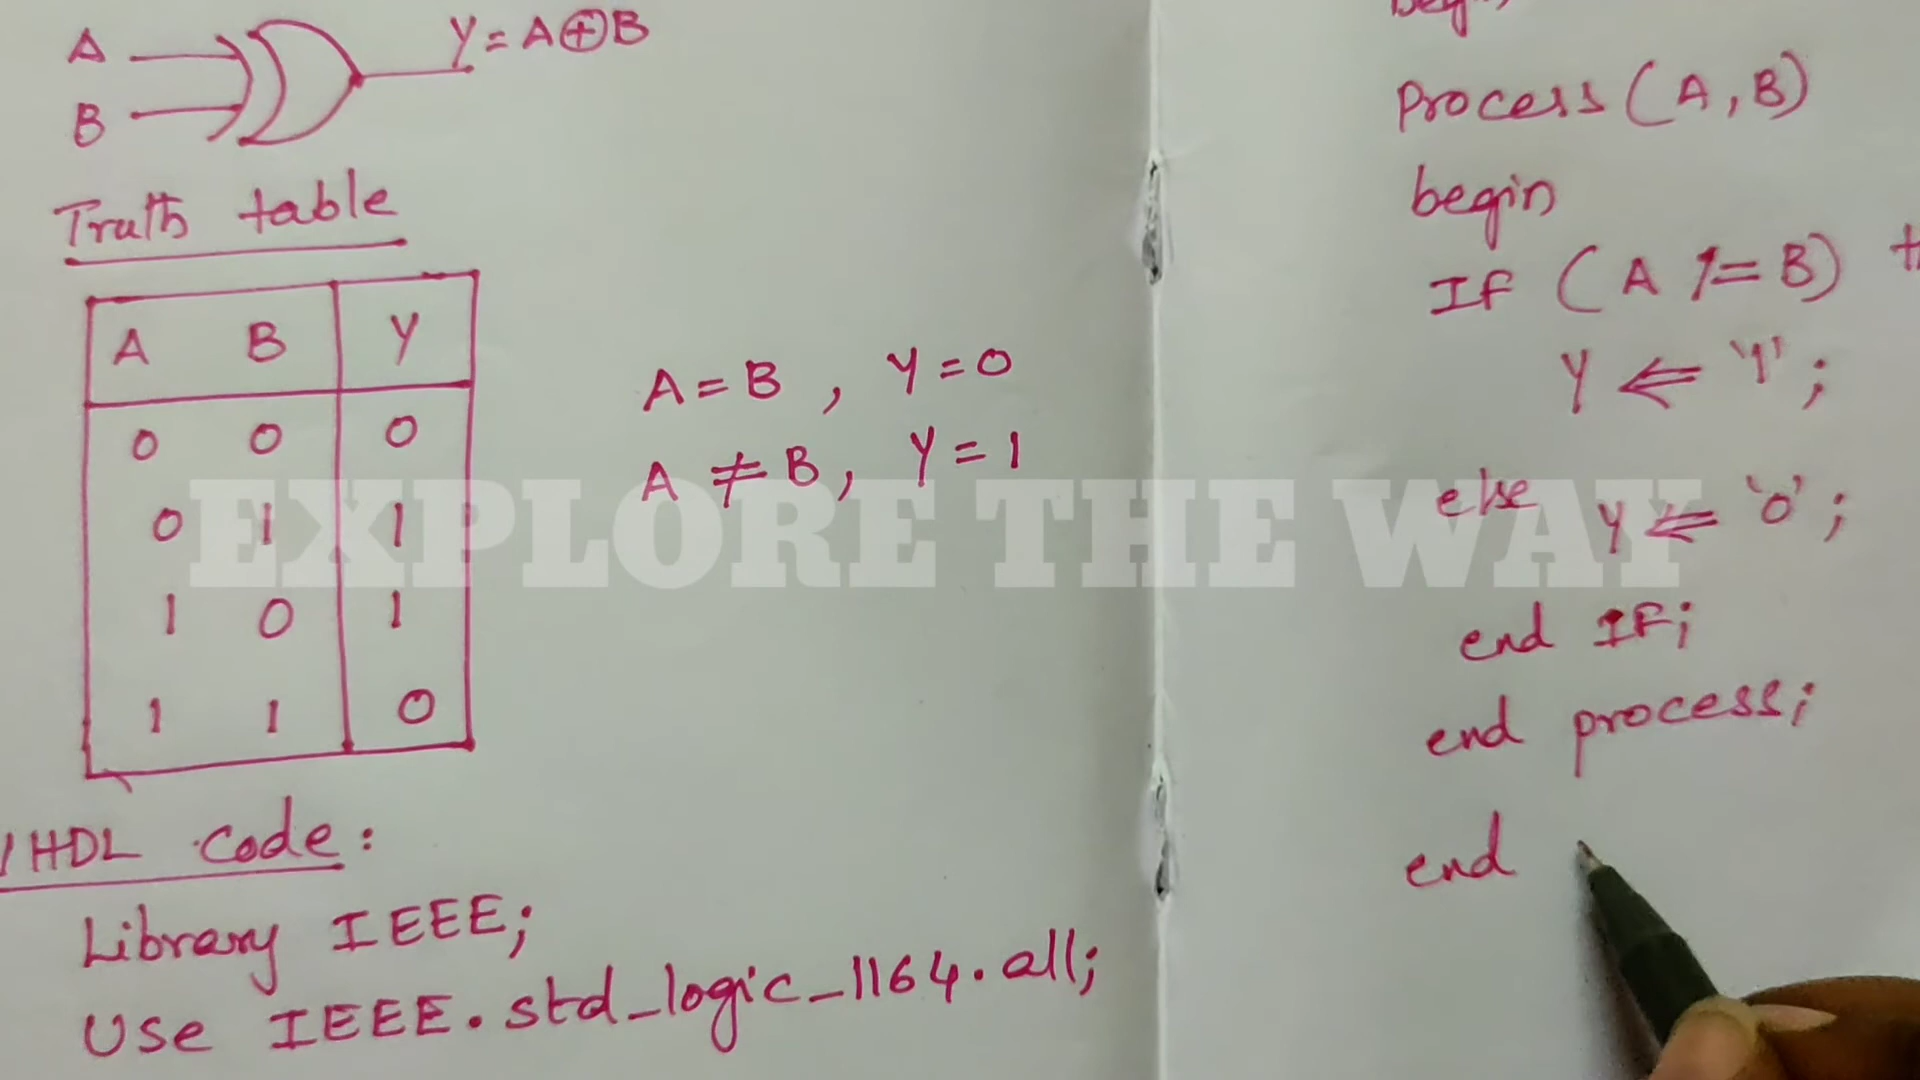 A
B
Y = A⊕B
Truth table
A B Y
0 0 0
0 1 1
1 0 1
1 1 0
A = B , Y = 0
A ≠ B , Y = 1
VHDL code:
Library IEEE;
Use IEEE.std_logic_1164.all;
begin
Process (A, B)
begin
If (A /= B)
Y <= '1';
else Y <= '0';
end IF;
end process;
end
EXPLORE THE WAY